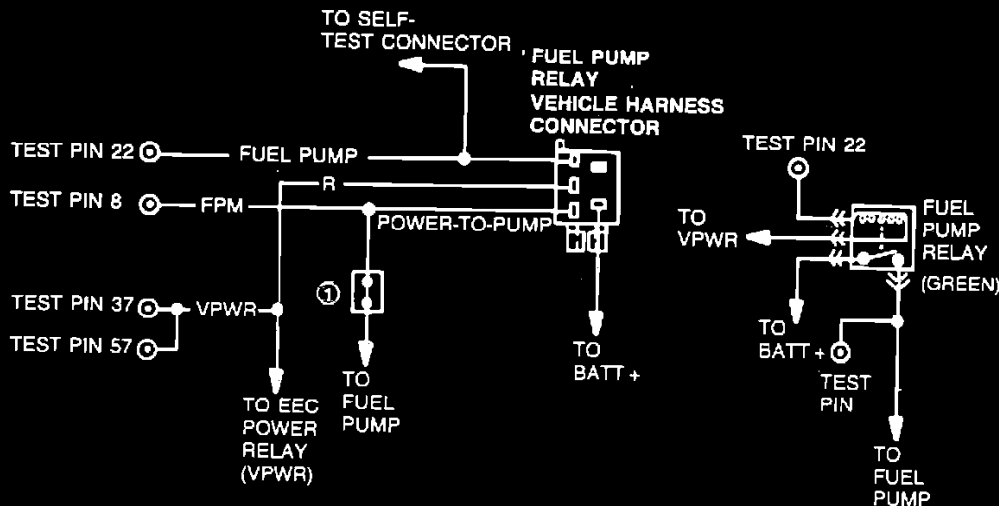 TO SELF-
TEST CONNECTOR
FUEL PUMP
RELAY
VEHICLE HARNESS
CONNECTOR
TEST PIN 22
FUEL PUMP
R
TEST PIN 8
FPM
POWER-TO-PUMP
①
TEST PIN 37
VPWR
TEST PIN 57
TO EEC
POWER
RELAY
(VPWR)
TO
FUEL
PUMP
TO
BATT +
TEST PIN 22
TO
VPWR
FUEL
PUMP
RELAY
(GREEN)
TO
BATT +
TEST
PIN
TO
FUEL
PUMP